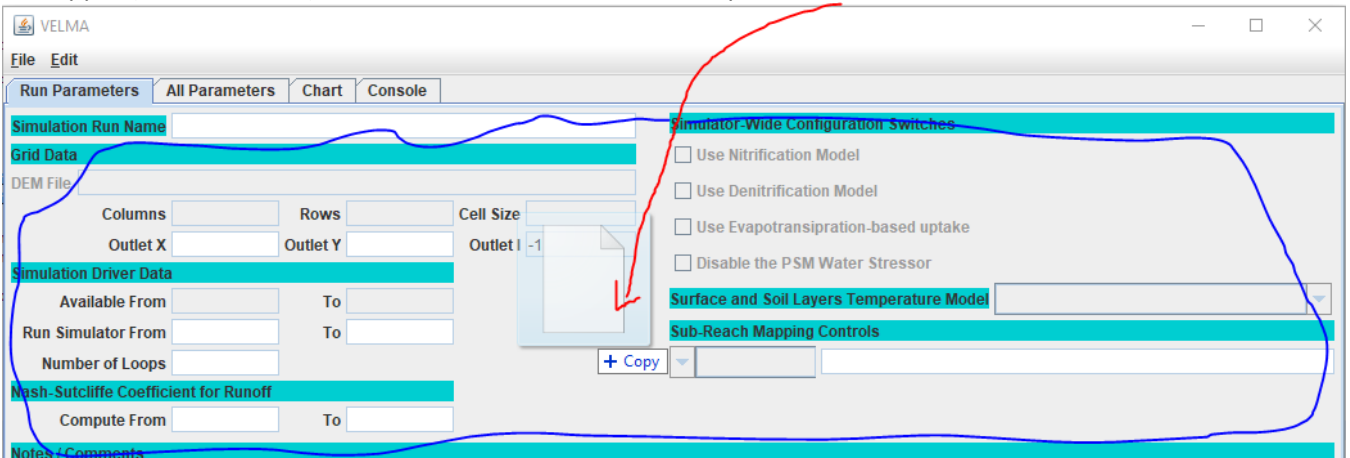 VELMA
File Edit
Run Parameters All Parameters Chart Console
Simulation Run Name
Simulator-Wide Configuration Switches
Grid Data
Use Nitrification Model
DEM File
Use Denitrification Model
Columns Rows Cell Size
Use Evapotranspiration-based uptake
Outlet X Outlet Y Outlet I -1
Disable the PSM Water Stressor
Simulation Driver Data
Available From To
Surface and Soil Layers Temperature Model
Run Simulator From To
Sub-Reach Mapping Controls
Number of Loops
+ Copy
Nash-Sutcliffe Coefficient for Runoff
Compute From To
Notes / Comments